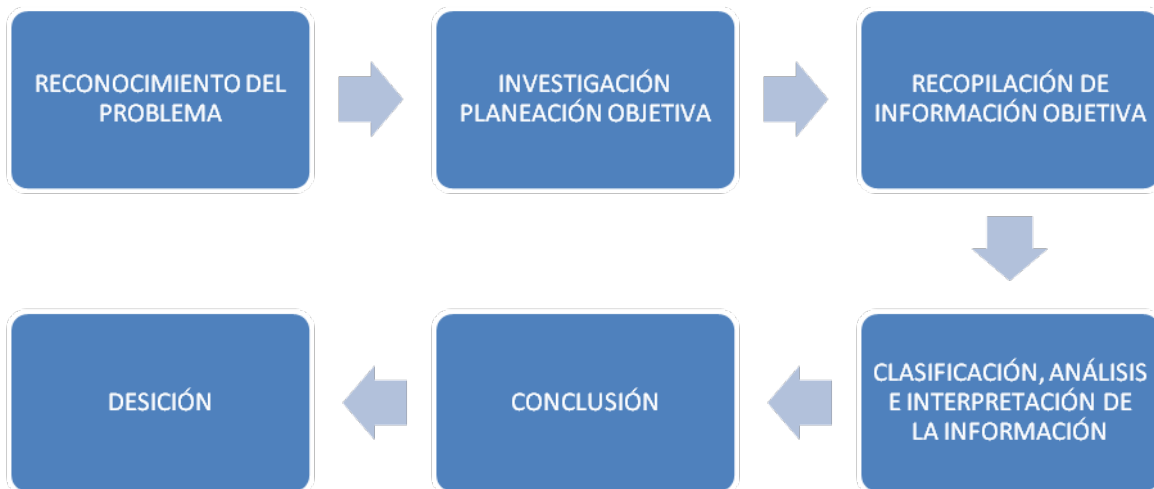 RECONOCIMIENTO DEL
PROBLEMA
INVESTIGACIÓN
PLANEACIÓN OBJETIVA
RECOPILACIÓN DE
INFORMACIÓN OBJETIVA
CLASIFICACIÓN, ANÁLISIS
E INTERPRETACIÓN DE
LA INFORMACIÓN
CONCLUSIÓN
DESICIÓN